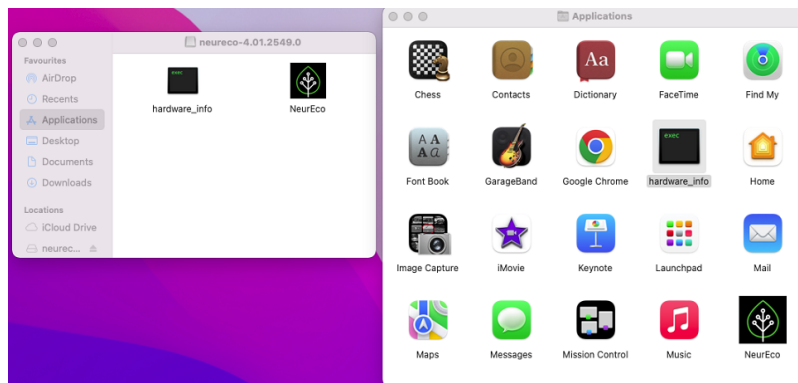 neureco-4.01.2549.0
Favourites
AirDrop
Recents
Applications
Desktop
Documents
Downloads
Locations
iCloud Drive
neurec...
exec
hardware_info
NeurEco
Applications
Chess
Contacts
Aa
Dictionary
FaceTime
Find My
A A
A a
Font Book
GarageBand
Google Chrome
exec
hardware_info
Home
Image Capture
iMovie
Keynote
Launchpad
Mail
Maps
Messages
Mission Control
Music
NeurEco